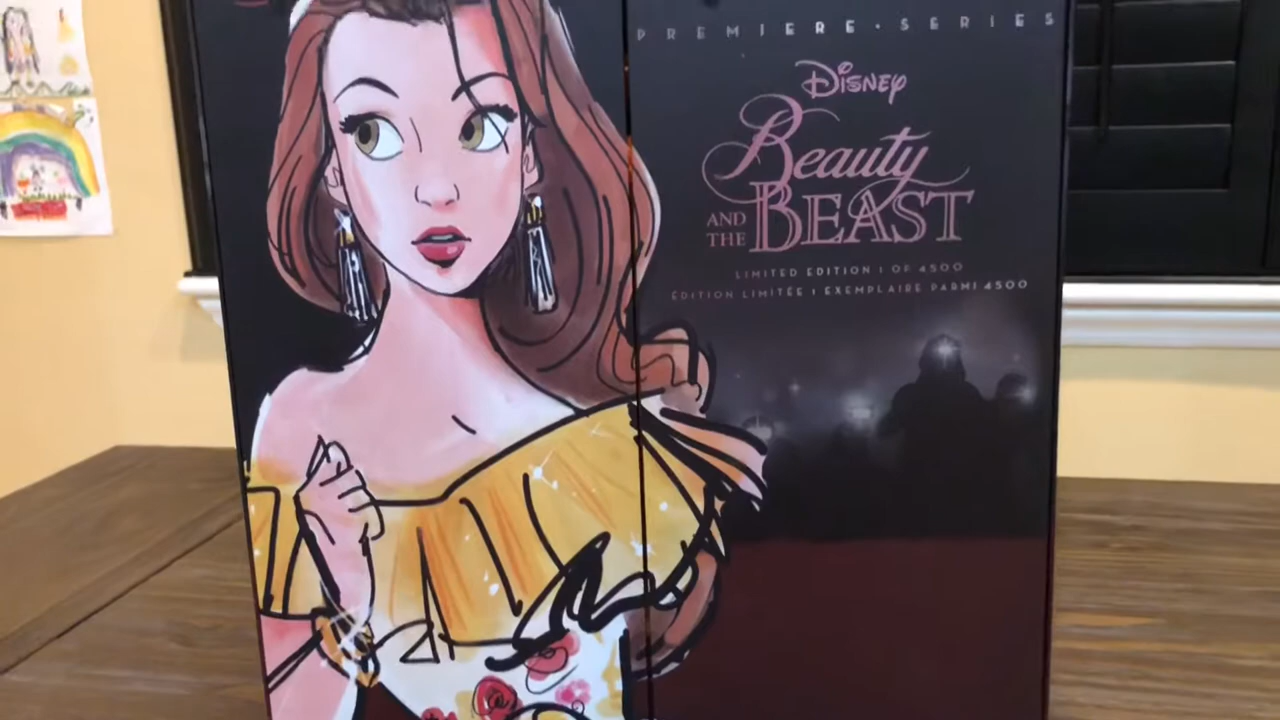 PREMIERE • SERIES
Disney
Beauty
AND THE BEAST
LIMITED EDITION 1 OF 4500
ÉDITION LIMITÉE 1 EXEMPLAIRE PARMI 4500